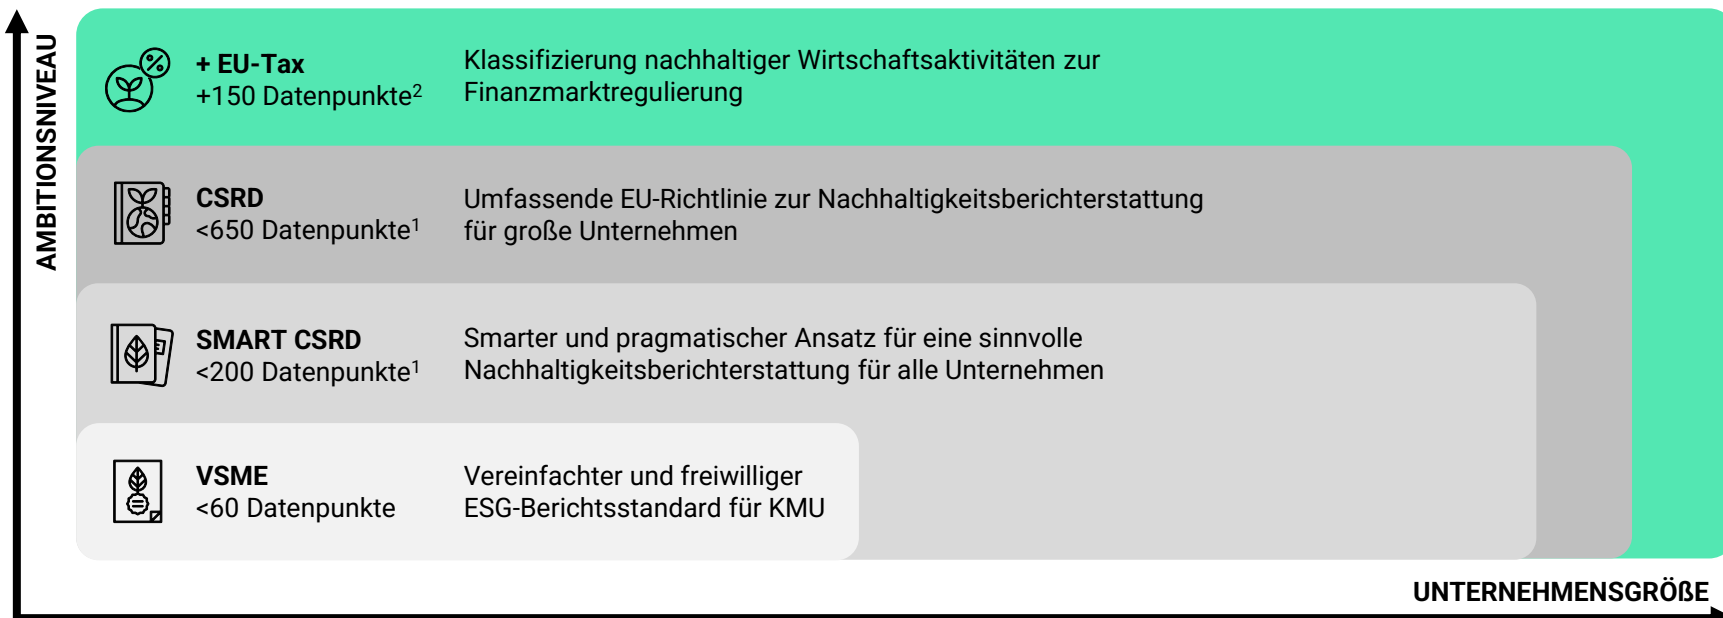 AMBITIONSNIVEAU
+ EU-Tax
+150 Datenpunkte²
Klassifizierung nachhaltiger Wirtschaftsaktivitäten zur
Finanzmarktregulierung
CSRD
<650 Datenpunkte¹
Umfassende EU-Richtlinie zur Nachhaltigkeitsberichterstattung
für große Unternehmen
SMART CSRD
<200 Datenpunkte¹
Smarter und pragmatischer Ansatz für eine sinnvolle
Nachhaltigkeitsberichterstattung für alle Unternehmen
VSME
<60 Datenpunkte
Vereinfachter und freiwilliger
ESG-Berichtsstandard für KMU
UNTERNEHMENSGRÖßE